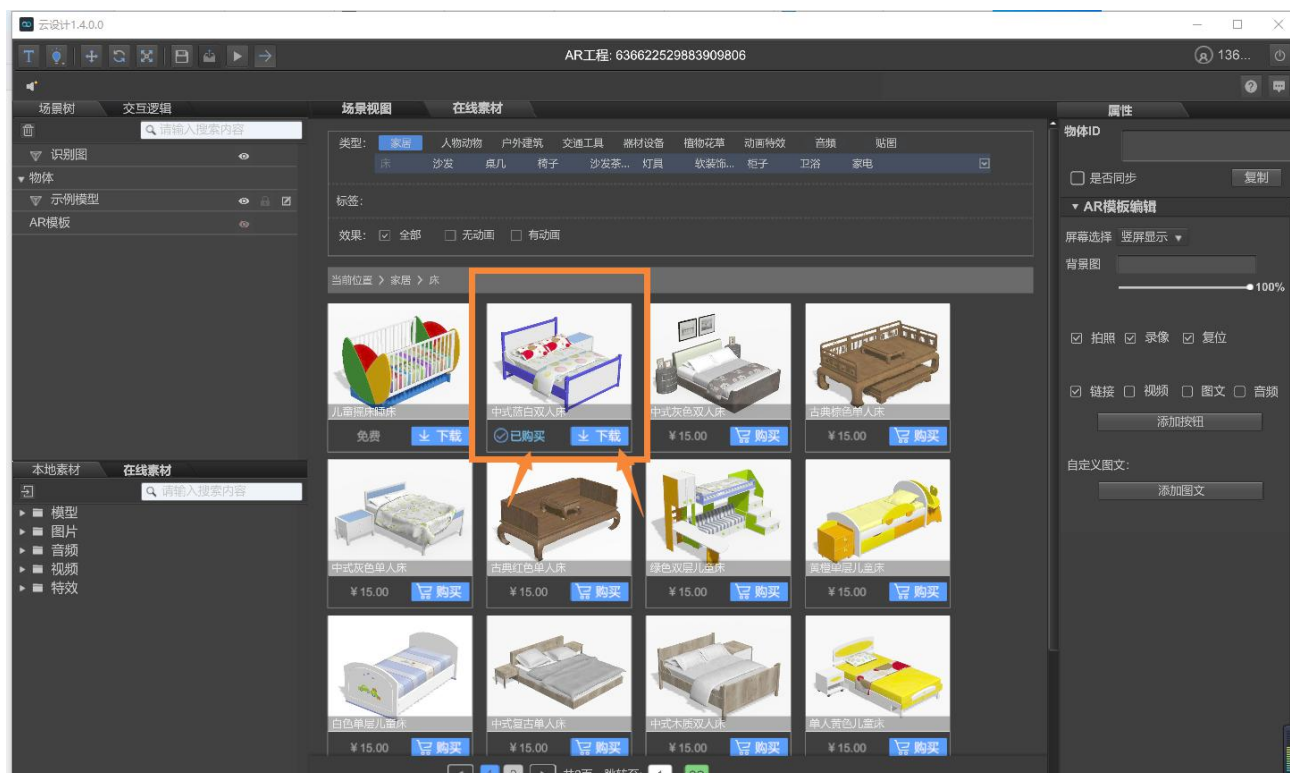 云设计1.4.0.0
T AR工程: 636622529883909806 136...
场景树 交互逻辑 场景视图 在线素材 属性
请输入搜索内容
识别图
物体
示例模型
AR模板
类型: 家居 人物动物 户外建筑 交通工具 器材设备 植物花草 动画特效 音频 贴图
床 沙发 桌几 椅子 沙发茶... 灯具 软装饰... 柜子 卫浴 家电
标签:
效果: 全部 无动画 有动画
当前位置 > 家居 > 床
儿童摇床睡床 中式蓝白双人床 中式灰色双人床 古典棕色单人床
免费 下载 已购买 下载 ¥15.00 购买 ¥15.00 购买
中式灰色单人床 古典红色单人床 绿色双层儿童床 黄橙单层儿童床
¥15.00 购买 ¥15.00 购买 ¥15.00 购买 ¥15.00 购买
白色单层儿童床 中式复古单人床 中式木质双人床 单人黄色儿童床
¥15.00 购买 ¥15.00 购买 ¥15.00 购买 ¥15.00 购买
本地素材 在线素材
请输入搜索内容
模型
图片
音频
视频
特效
物体ID
是否同步 复制
AR模板编辑
屏幕选择 竖屏显示
背景图
100%
拍照 录像 复位
链接 视频 图文 音频
添加按钮
自定义图文:
添加图文